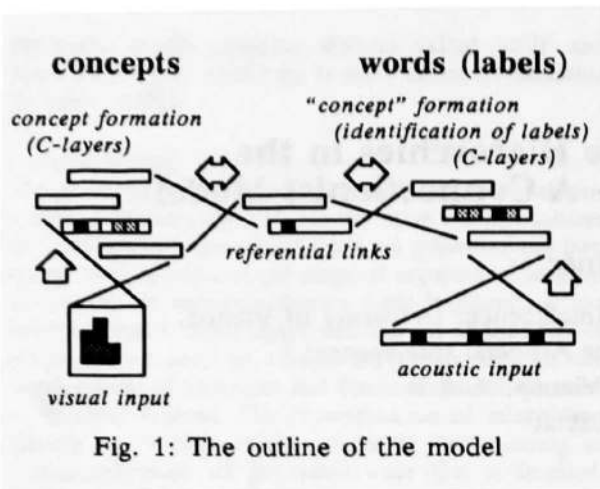 concepts
words (labels)
concept formation
(C-layers)
"concept" formation
(identification of labels)
(C-layers)
referential links
visual input
acoustic input
Fig. 1: The outline of the model